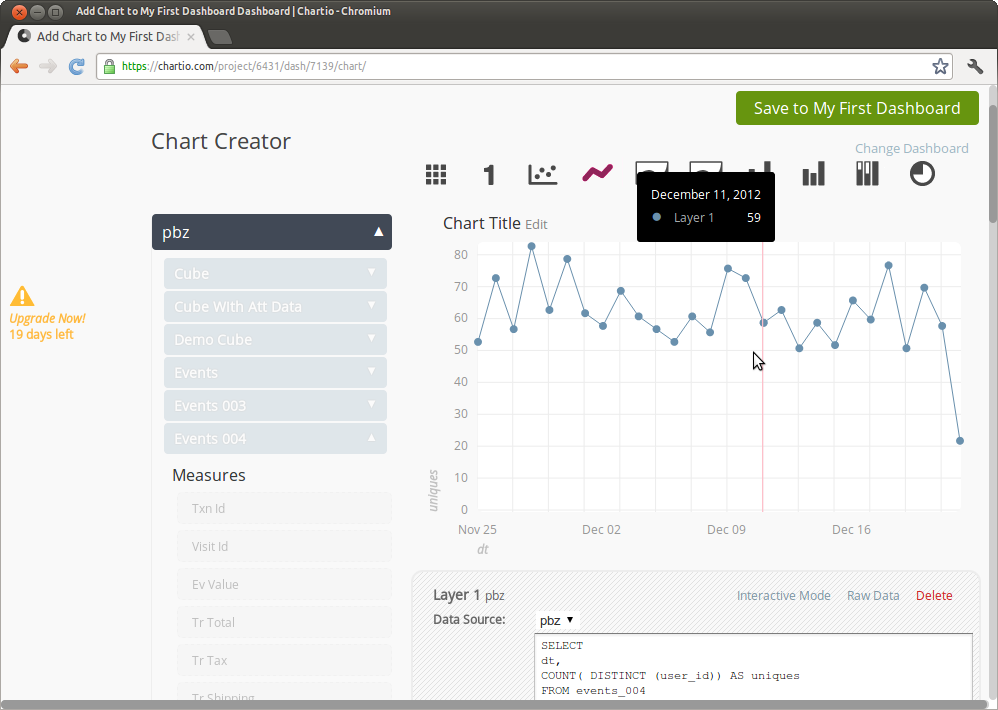 Add Chart to My First Dashboard Dashboard | Chartio - Chromium
Add Chart to My First Dash
https://chartio.com/project/6431/dash/7139/chart/
Save to My First Dashboard
Chart Creator
Change Dashboard
1
December 11, 2012
Layer 1 59
pbz
Chart Title Edit
Cube
Cube WIth Att Data
Demo Cube
Events
Events 003
Events 004
Upgrade Now!
19 days left
80
70
60
50
40
30
20
10
0
uniques
Nov 25 Dec 02 Dec 09 Dec 16
dt
Measures
Txn Id
Visit Id
Ev Value
Tr Total
Tr Tax
Tr Shipping
Layer 1 pbz
Interactive Mode Raw Data Delete
Data Source: pbz
SELECT
dt,
COUNT( DISTINCT (user_id)) AS uniques
FROM events_004